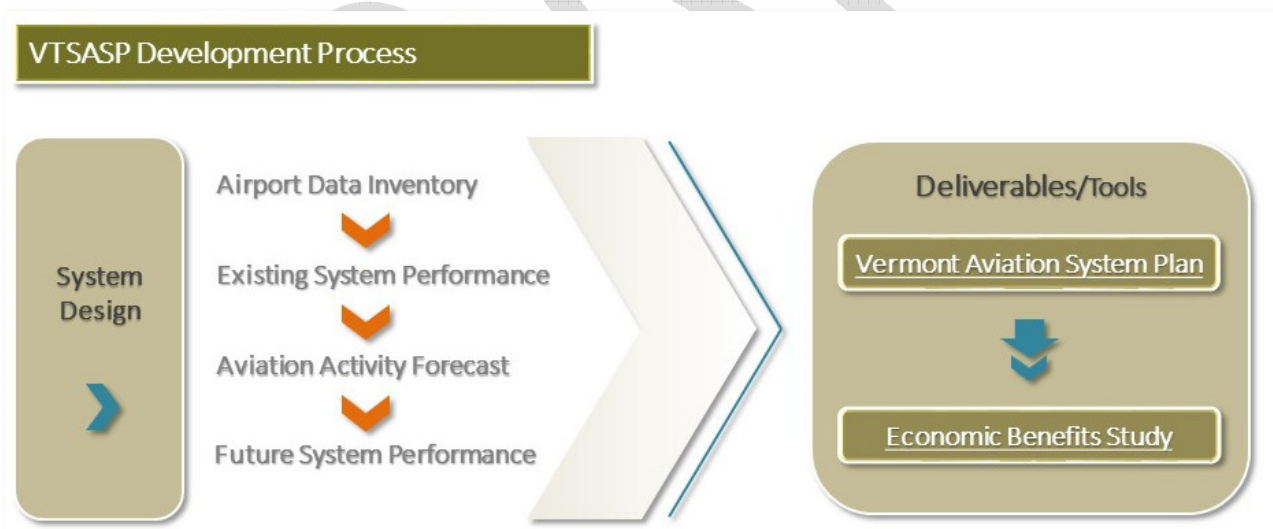 VTSASP Development Process
System
Design
Airport Data Inventory
Existing System Performance
Aviation Activity Forecast
Future System Performance
Deliverables/Tools
Vermont Aviation System Plan
Economic Benefits Study